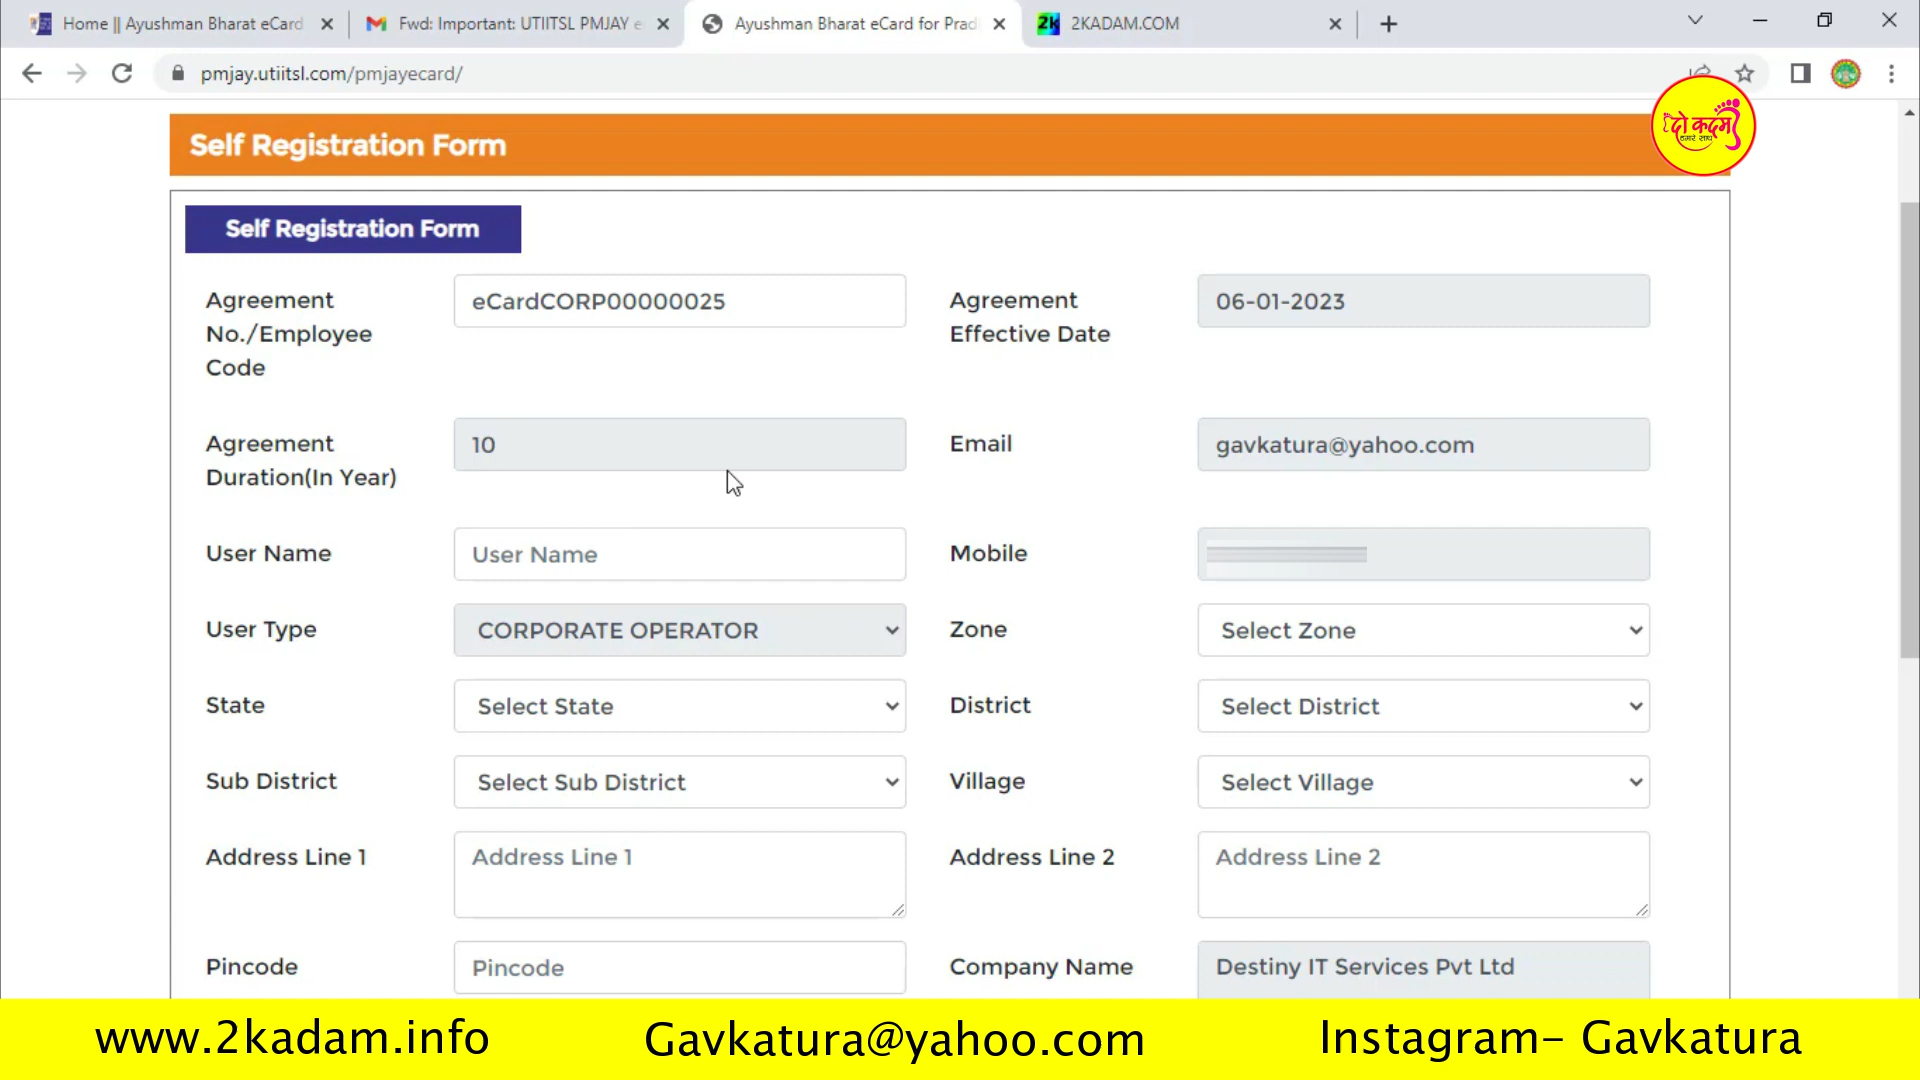 Home || Ayushman Bharat eCard
Fwd: Important: UTIITSL PMJAY e
Ayushman Bharat eCard for Prad
2K 2KADAM.COM
pmjay.utiitsl.com/pmjayecard/
Self Registration Form
दो कदम
हमारे साथ
Self Registration Form
Agreement No./Employee Code
eCardCORP00000025
Agreement Effective Date
06-01-2023
Agreement Duration(In Year)
10
Email
gavkatura@yahoo.com
User Name
User Name
Mobile
User Type
CORPORATE OPERATOR
Zone
Select Zone
State
Select State
District
Select District
Sub District
Select Sub District
Village
Select Village
Address Line 1
Address Line 1
Address Line 2
Address Line 2
Pincode
Pincode
Company Name
Destiny IT Services Pvt Ltd
www.2kadam.info
Gavkatura@yahoo.com
Instagram- Gavkatura